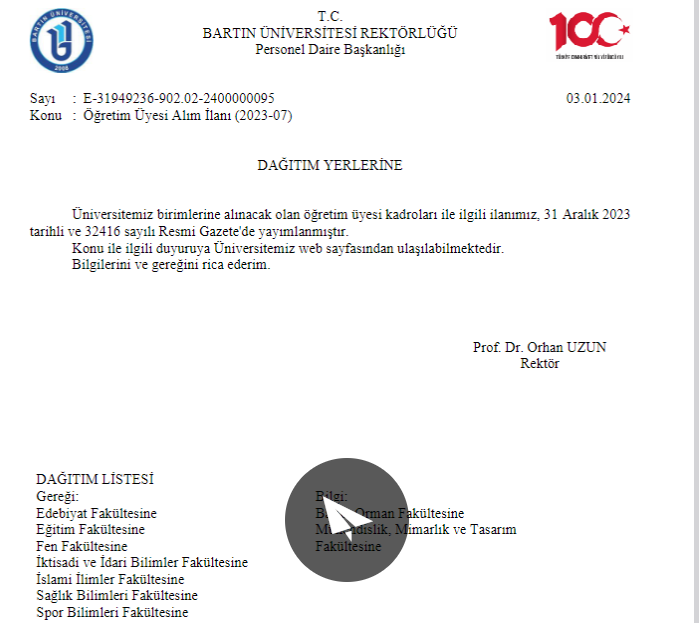 BARTIN ÜNİVERSİTESİ
2008
T.C.
BARTIN ÜNİVERSİTESİ REKTÖRLÜĞÜ
Personel Daire Başkanlığı
100
Sayı : E-31949236-902.02-2400000095
03.01.2024
Konu : Öğretim Üyesi Alım İlanı (2023-07)
DAĞITIM YERLERİNE
Üniversitemiz birimlerine alınacak olan öğretim üyesi kadroları ile ilgili ilanımız, 31 Aralık 2023
tarihli ve 32416 sayılı Resmi Gazete'de yayımlanmıştır.
Konu ile ilgili duyuruya Üniversitemiz web sayfasından ulaşılabilmektedir.
Bilgilerini ve gereğini rica ederim.
Prof. Dr. Orhan UZUN
Rektör
DAĞITIM LİSTESİ
Gereği:
Edebiyat Fakültesine
Eğitim Fakültesine
Fen Fakültesine
İktisadi ve İdari Bilimler Fakültesine
İslami İlimler Fakültesine
Sağlık Bilimleri Fakültesine
Spor Bilimleri Fakültesine
Bilgi:
Orman Fakültesine
Mimarlık ve Tasarım
Fakültesine